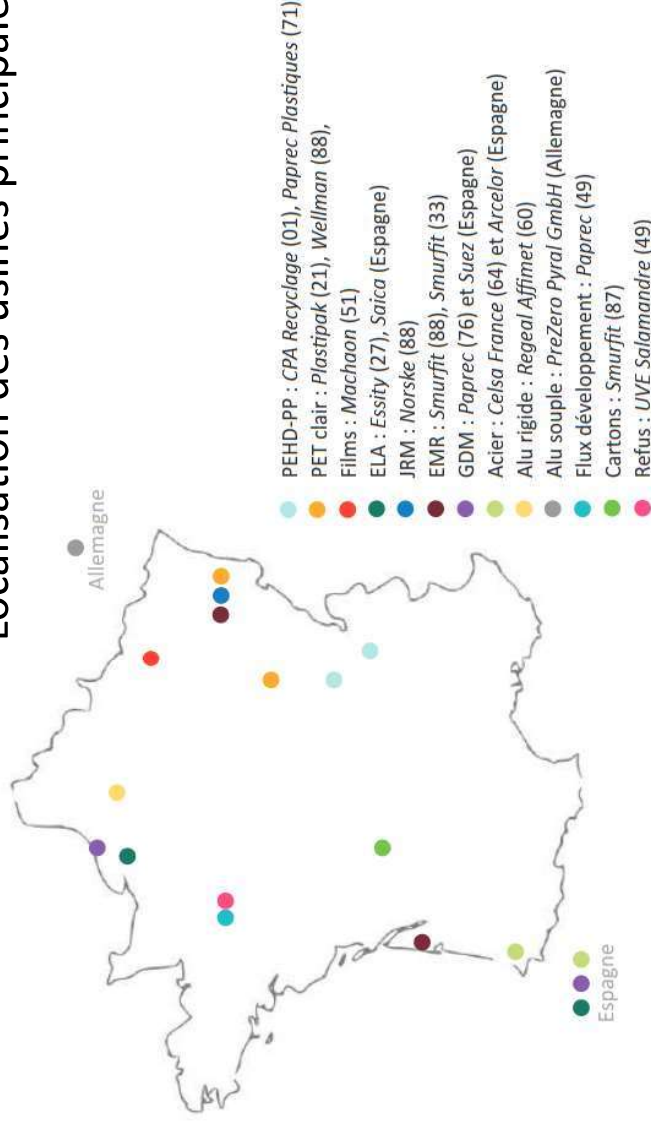 Localisation des usines principale
Allemagne
PEHD-PP : CPA Recyclage (01), Paprec Plastiques (71)
PET clair : Plastipak (21), Wellman (88),
Films : Machaon (51)
ELA : Essity (27), Saica (Espagne)
JRM : Norske (88)
EMR : Smurfit (88), Smurfit (33)
GDM : Paprec (76) et Suez (Espagne)
Acier : Celsa France (64) et Arcelor (Espagne)
Alu rigide : Regeal Affimet (60)
Alu souple : PreZero Pyral GmbH (Allemagne)
Flux développement : Paprec (49)
Cartons : Smurfit (87)
Refus : UVE Salamandre (49)
Espagne